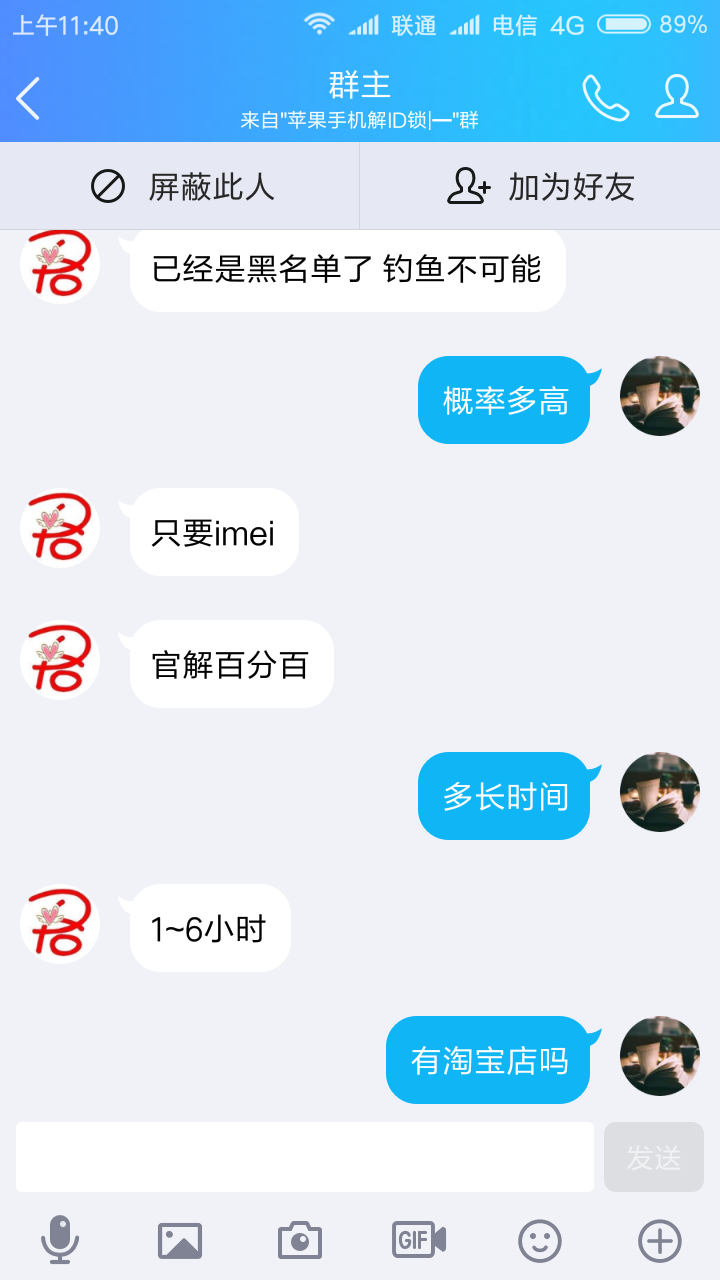 上午11:40 联通 电信 4G 89%
群主
来自"苹果手机解ID锁|一"群
屏蔽此人 加为好友
已经是黑名单了 钓鱼不可能
概率多高
只要imei
官解百分百
多长时间
1~6小时
有淘宝店吗
发送
GIF